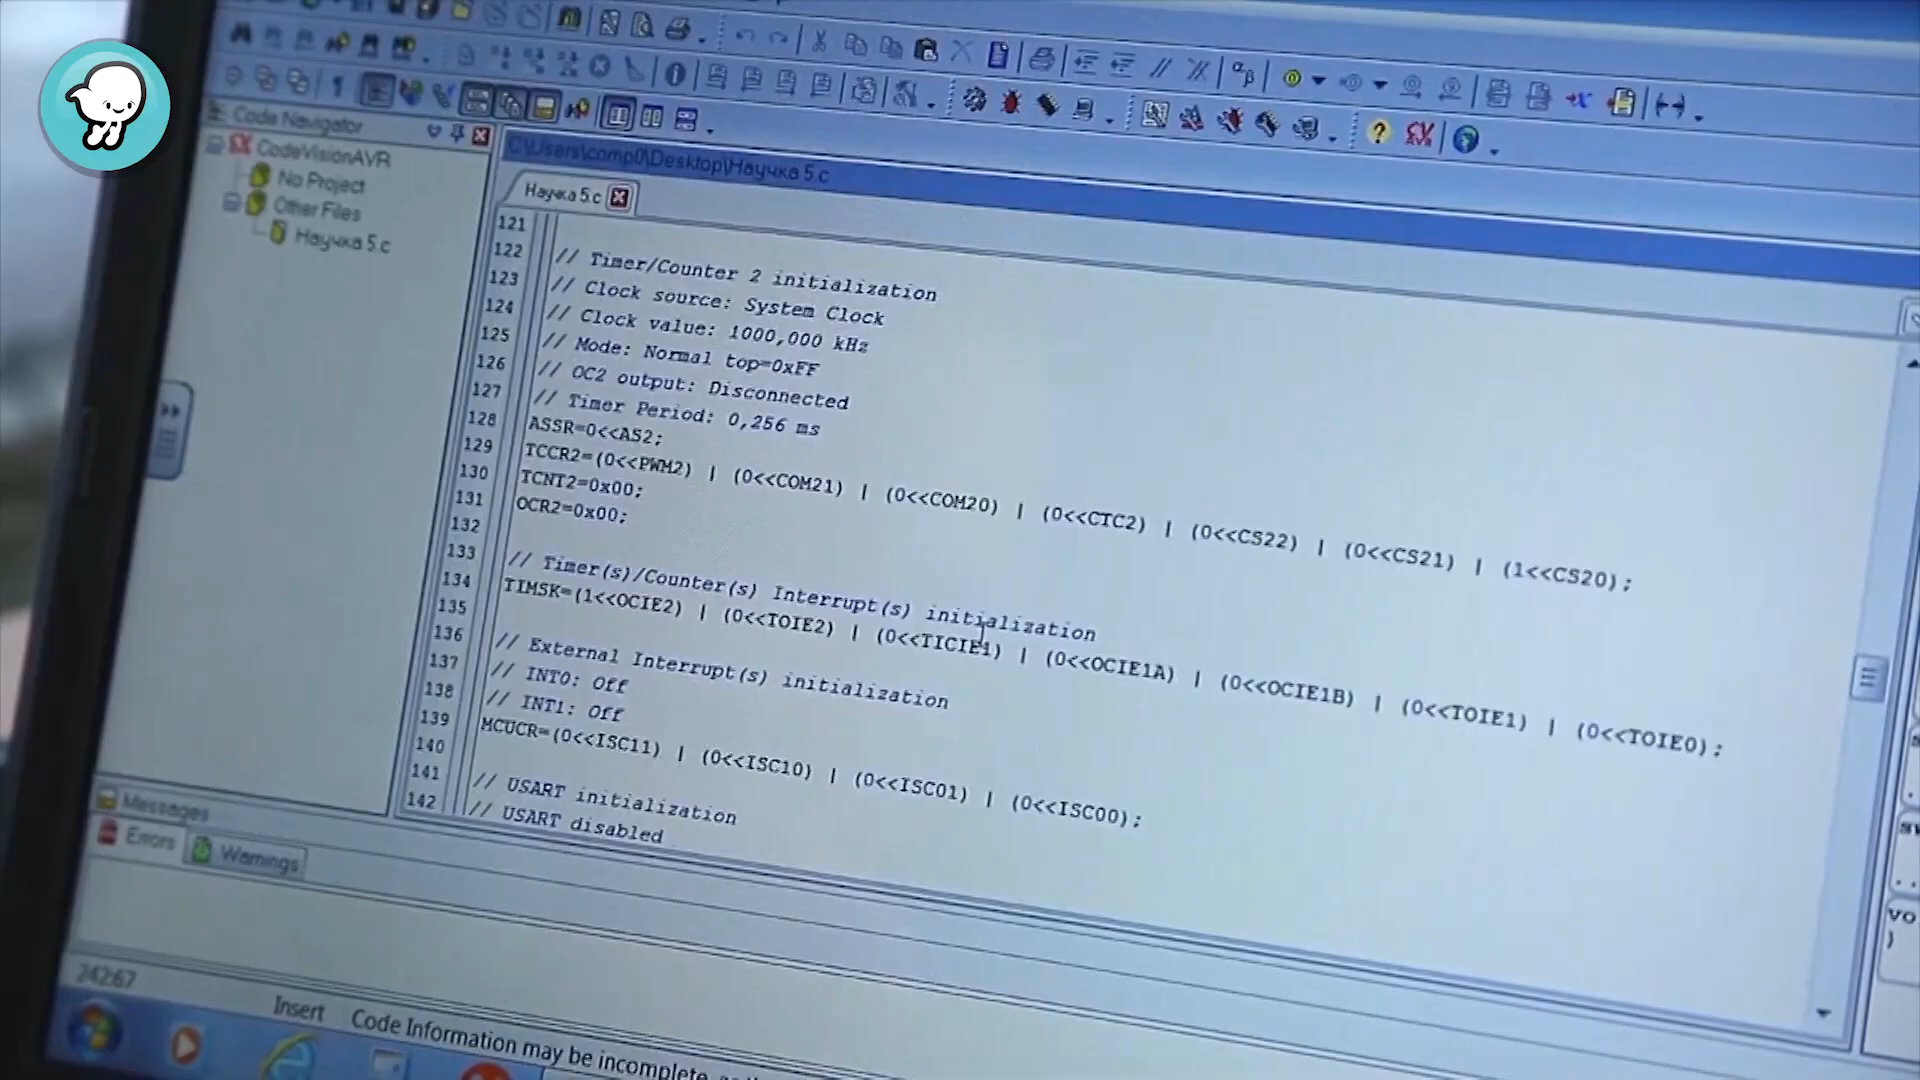 Code Navigator
CodeVisionAVR
No Project
Other Files
Научка 5.c
C:\Users\comp0\Desktop\Научка 5.c
Научка 5.c
121
122
123
124
125
126
127
128
129
130
131
132
133
134
135
136
137
138
139
140
141
142
// Timer/Counter 2 initialization
// Clock source: System Clock
// Clock value: 1000,000 kHz
// Mode: Normal top=0xFF
// OC2 output: Disconnected
// Timer Period: 0,256 ms
ASSR=0<<AS2;
TCCR2=(0<<PWM2) | (0<<COM21) | (0<<COM20) | (0<<CTC2) | (0<<CS22) | (0<<CS21) | (1<<CS20);
TCNT2=0x00;
OCR2=0x00;
// Timer(s)/Counter(s) Interrupt(s) initialization
TIMSK=(1<<OCIE2) | (0<<TOIE2) | (0<<TICIE1) | (0<<OCIE1A) | (0<<OCIE1B) | (0<<TOIE1) | (0<<TOIE0);
// External Interrupt(s) initialization
// INT0: Off
// INT1: Off
MCUCR=(0<<ISC11) | (0<<ISC10) | (0<<ISC01) | (0<<ISC00);
// USART initialization
// USART disabled
Messages
Errors
Warnings
242:67
Insert
Code Information may be incomplete,